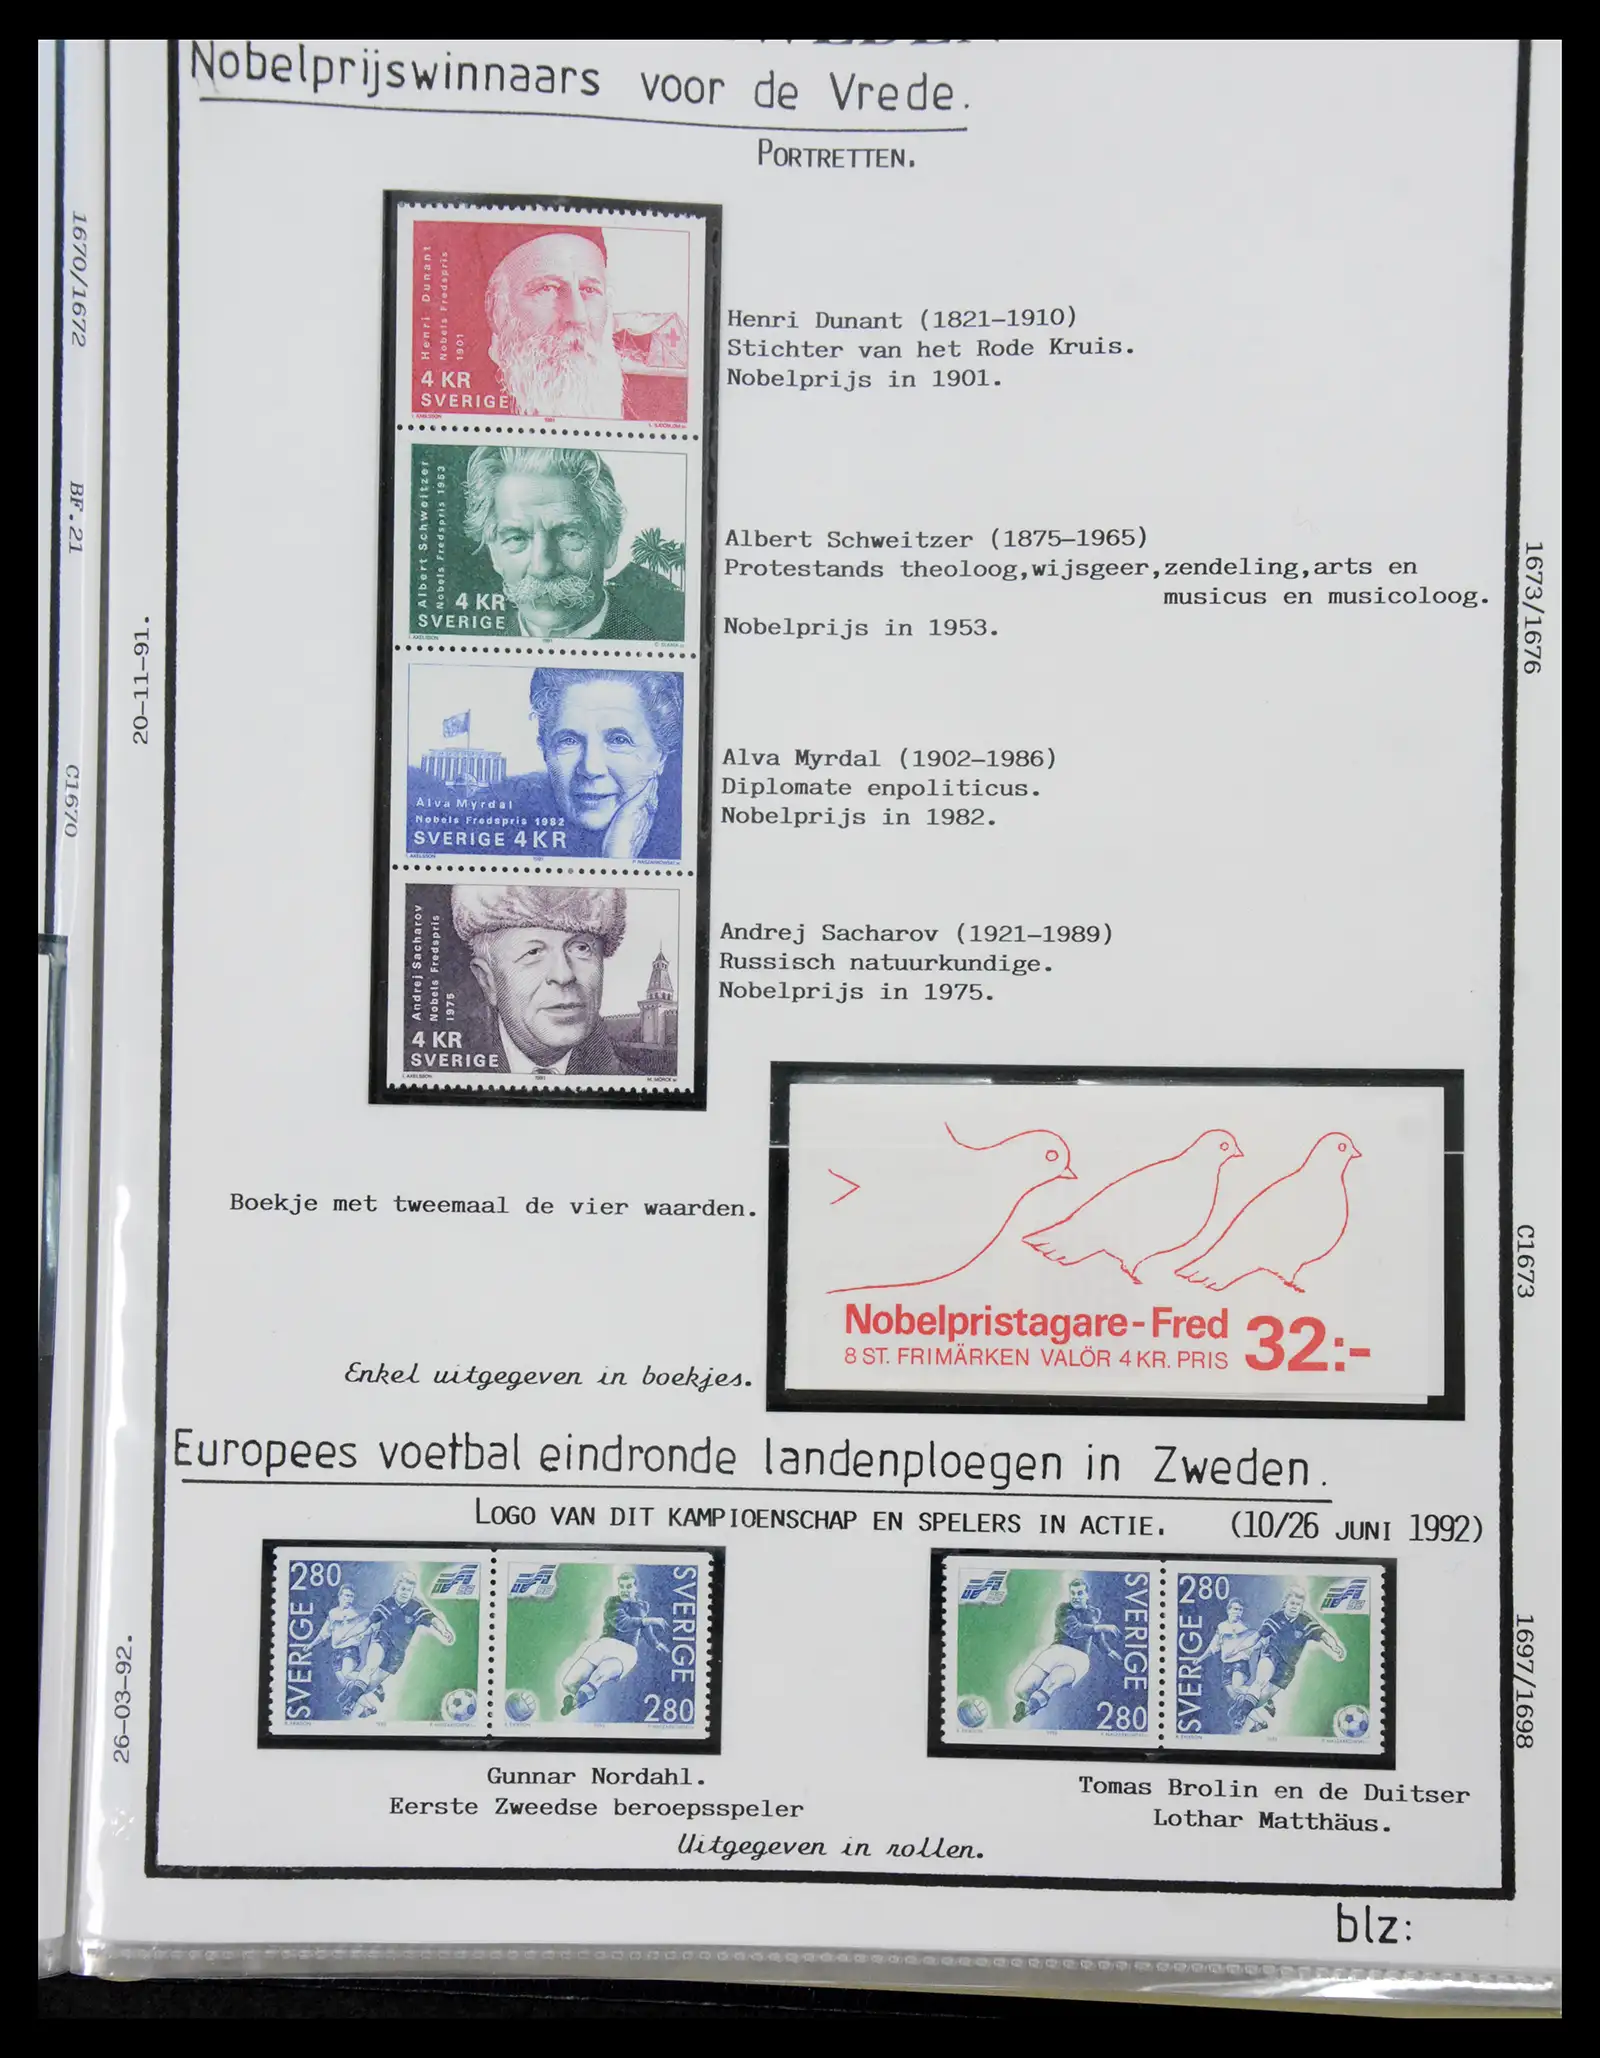 Nobelprijswinnaars voor de Vrede.
PORTRETTEN.
1670/1672
BF.21
C1670
20-11-91.
26-03-92.
Henri Dunant
Nobels Fredspris
1901
4 KR
SVERIGE
1991
Henri Dunant (1821-1910)
Stichter van het Rode Kruis.
Nobelprijs in 1901.
Albert Schweitzer
Nobels Fredspris 1953
4 KR
SVERIGE
1991
Albert Schweitzer (1875-1965)
Protestands theoloog,wijsgeer,zendeling,arts en
musicus en musicoloog.
Nobelprijs in 1953.
Alva Myrdal
Nobels Fredspris 1982
SVERIGE 4 KR
1991
Alva Myrdal (1902-1986)
Diplomate enpoliticus.
Nobelprijs in 1982.
Andrej Sacharov
Nobels Fredspris
1975
4 KR
SVERIGE
1991
Andrej Sacharov (1921-1989)
Russisch natuurkundige.
Nobelprijs in 1975.
1673/1676
C1673
1697/1698
Boekje met tweemaal de vier waarden.
Enkel uitgegeven in boekjes.
Nobelpristagare-Fred 32:-
8 ST. FRIMÄRKEN VALÖR 4 KR. PRIS
Europees voetbal eindronde landenploegen in Zweden.
LOGO VAN DIT KAMPIOENSCHAP EN SPELERS IN ACTIE. (10/26 JUNI 1992)
280
SVERIGE
SVERIGE
280
SVERIGE
280
280
SVERIGE
Gunnar Nordahl.
Eerste Zweedse beroepsspeler
Tomas Brolin en de Duitser
Lothar Matthäus.
Uitgegeven in rollen.
blz: